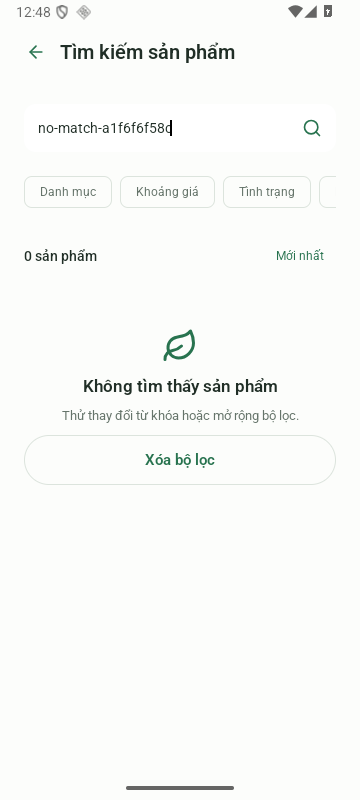 12:48
Tìm kiếm sản phẩm
no-match-a1f6f6f58d
Danh mục
Khoảng giá
Tình trạng
0 sản phẩm
Mới nhất
Không tìm thấy sản phẩm
Thử thay đổi từ khóa hoặc mở rộng bộ lọc.
Xóa bộ lọc